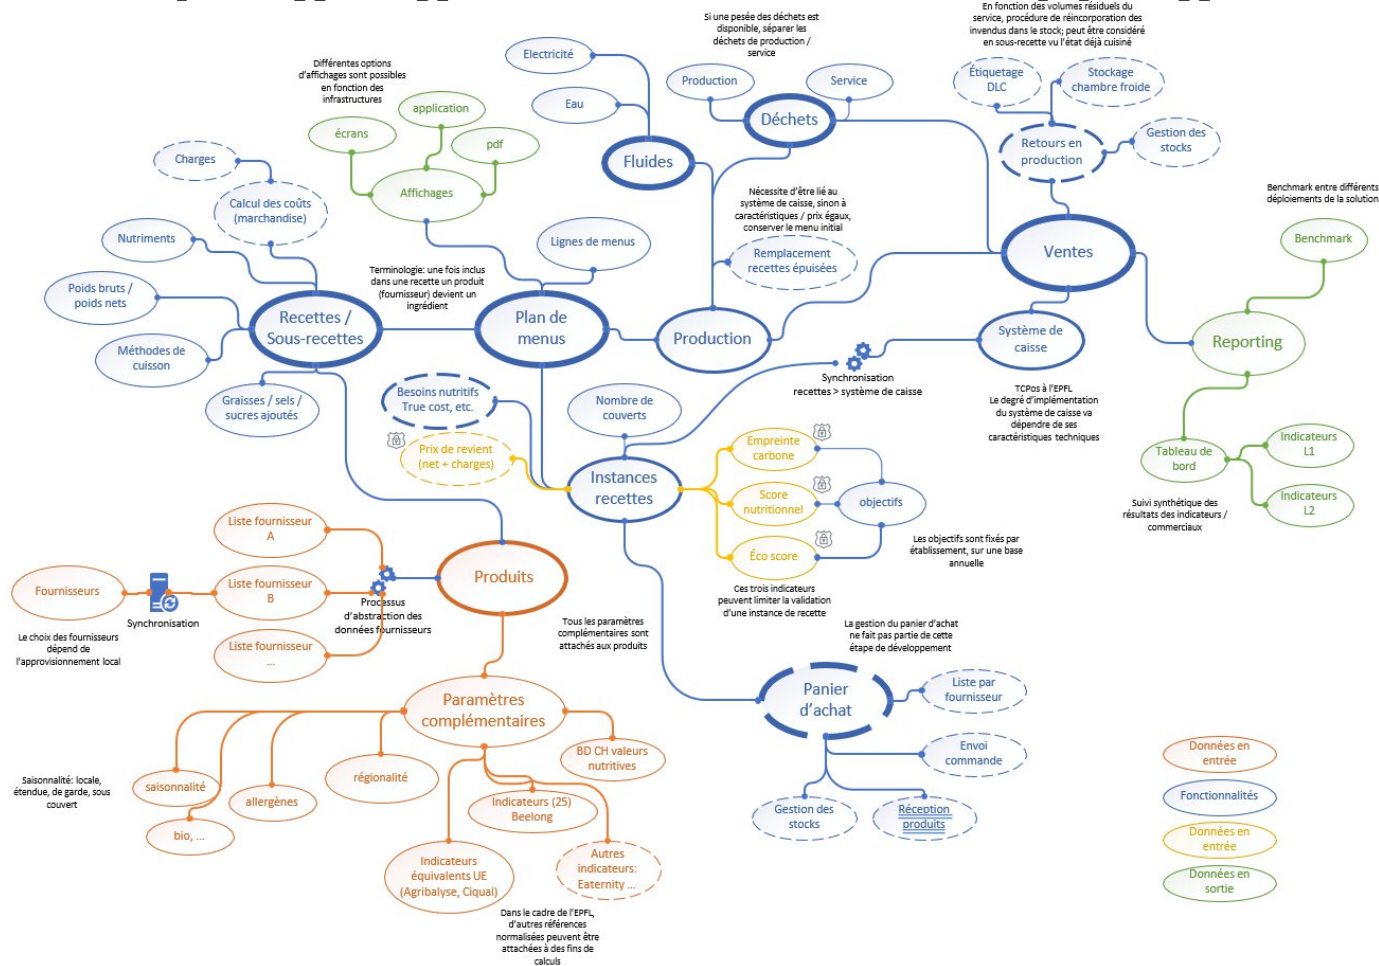 En fonction des volumes résiduels du
service, procédure de réincorporation des
invendus dans le stock; peut être considéré
en sous-recette vu l'état déjà cuisiné
Si une pesée des déchets est
disponible, séparer les
déchets de production /
service
Electricité
Eau
Fluides
Production
Service
Déchets
Étiquetage
DLC
Stockage
chambre froide
Retours en
production
Gestion des
stocks
Différentes options
d'affichages sont possibles
en fonction des
infrastructures
application
écrans
pdf
Affichages
Charges
Calcul des coûts
(marchandise)
Nutriments
Poids bruts /
poids nets
Méthodes de
cuisson
Graisses / sels /
sucres ajoutés
Recettes /
Sous-recettes
Terminologie: une fois inclus
dans une recette un produit
(fournisseur) devient un
ingrédient
Lignes de menus
Plan de
menus
Nécessite d'être lié au
système de caisse, sinon à
caractéristiques / prix égaux,
conserver le menu initial
Remplacement
recettes épuisées
Production
Ventes
Système de
caisse
Synchronisation
recettes > système de caisse
TCPos à l'EPFL
Le degré d'implémentation
du système de caisse va
dépendre de ses
caractéristiques techniques
Benchmark entre différents
déploiements de la solution
Benchmark
Reporting
Tableau de
bord
Indicateurs
L1
Indicateurs
L2
Suivi synthétique des
résultats des indicateurs /
commerciaux
Besoins nutritifs
True cost, etc.
Prix de revient
(net + charges)
Nombre de
couverts
Instances
recettes
Empreinte
carbone
Score
nutritionnel
Éco score
objectifs
Les objectifs sont fixés par
établissement, sur une base
annuelle
Ces trois indicateurs
peuvent limiter la validation
d'une instance de recette
Liste fournisseur
A
Liste fournisseur
B
Liste fournisseur
...
Fournisseurs
Synchronisation
Le choix des fournisseurs
dépend de
l'approvisionnement local
Processus
d'abstraction des
données fournisseurs
Produits
Tous les paramètres
complémentaires sont
attachés aux produits
La gestion du panier d'achat
ne fait pas partie de cette
étape de développement
Panier
d'achat
Liste par
fournisseur
Envoi
commande
Gestion des
stocks
Réception
produits
Paramètres
complémentaires
Saisonnalité: locale,
étendue, de garde, sous
couvert
saisonnalité
bio, ...
allergènes
régionalité
BD CH valeurs
nutritives
Indicateurs (25)
Beelong
Indicateurs
équivalents UE
(Agribalyse, Ciqual)
Autres
indicateurs:
Eaternity ...
Dans le cadre de l'EPFL,
d'autres références
normalisées peuvent être
attachées à des fins de
calculs
Données en
entrée
Fonctionnalités
Données en
entrée
Données en
sortie